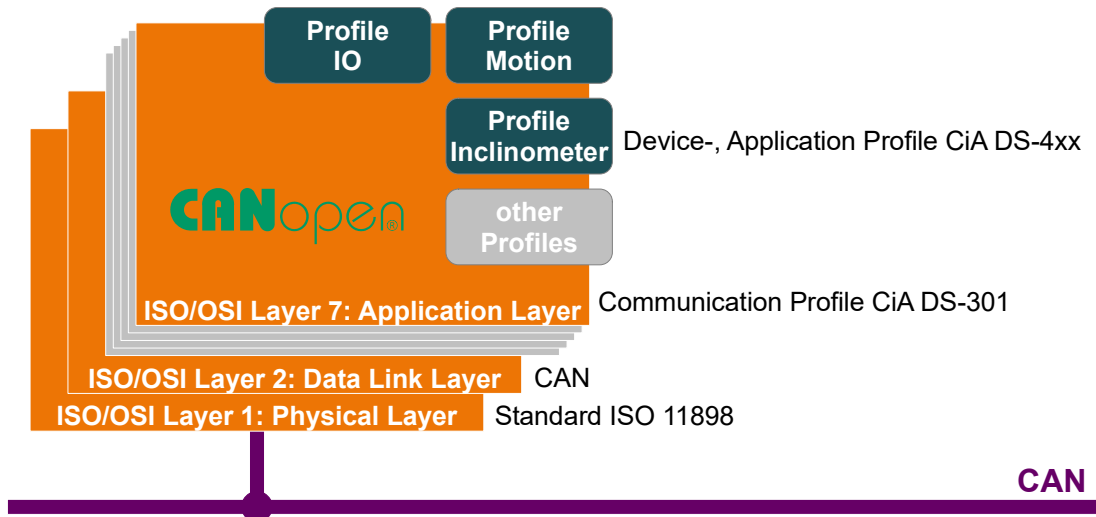 Profile
IO
Profile
Motion
Profile
Inclinometer
Device-, Application Profile CiA DS-4xx
CANopen®
other
Profiles
ISO/OSI Layer 7: Application Layer
Communication Profile CiA DS-301
ISO/OSI Layer 2: Data Link Layer
CAN
ISO/OSI Layer 1: Physical Layer
Standard ISO 11898
CAN